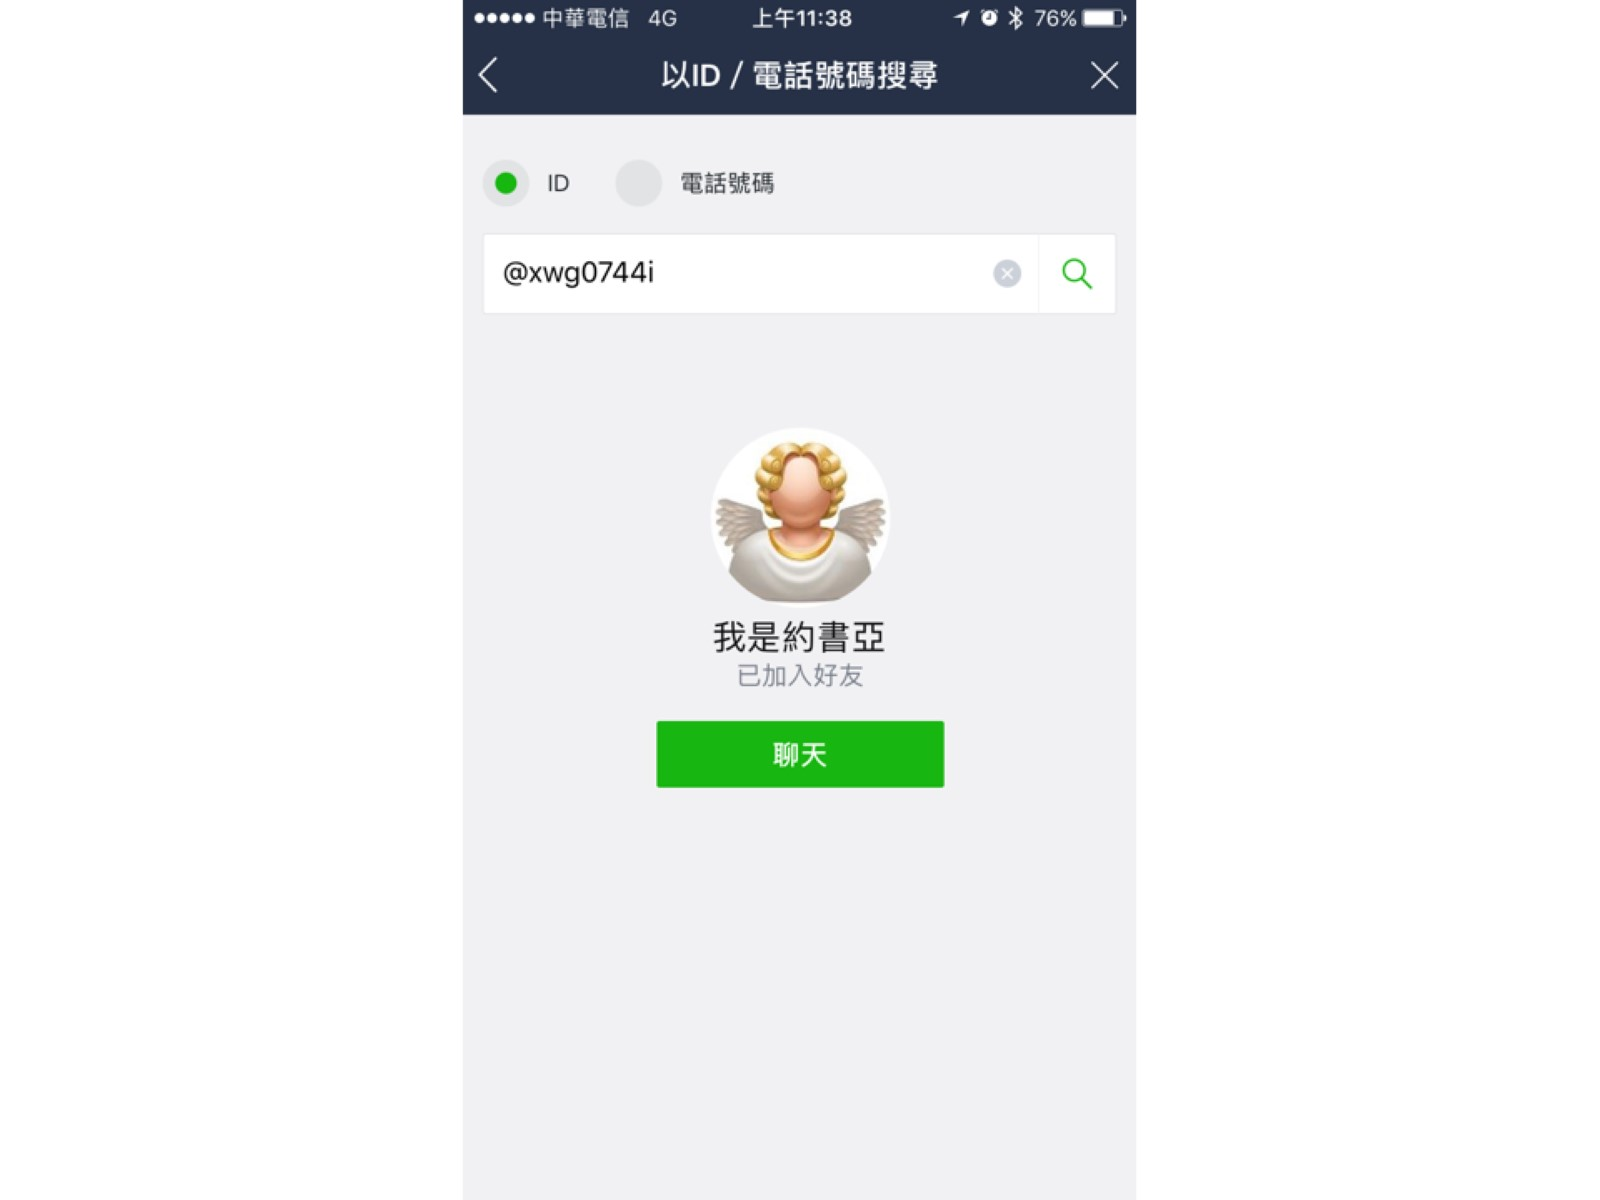 中華電信 4G 上午11:38 76%
以ID / 電話號碼搜尋
ID 電話號碼
@xwg0744i
我是約書亞
已加入好友
聊天